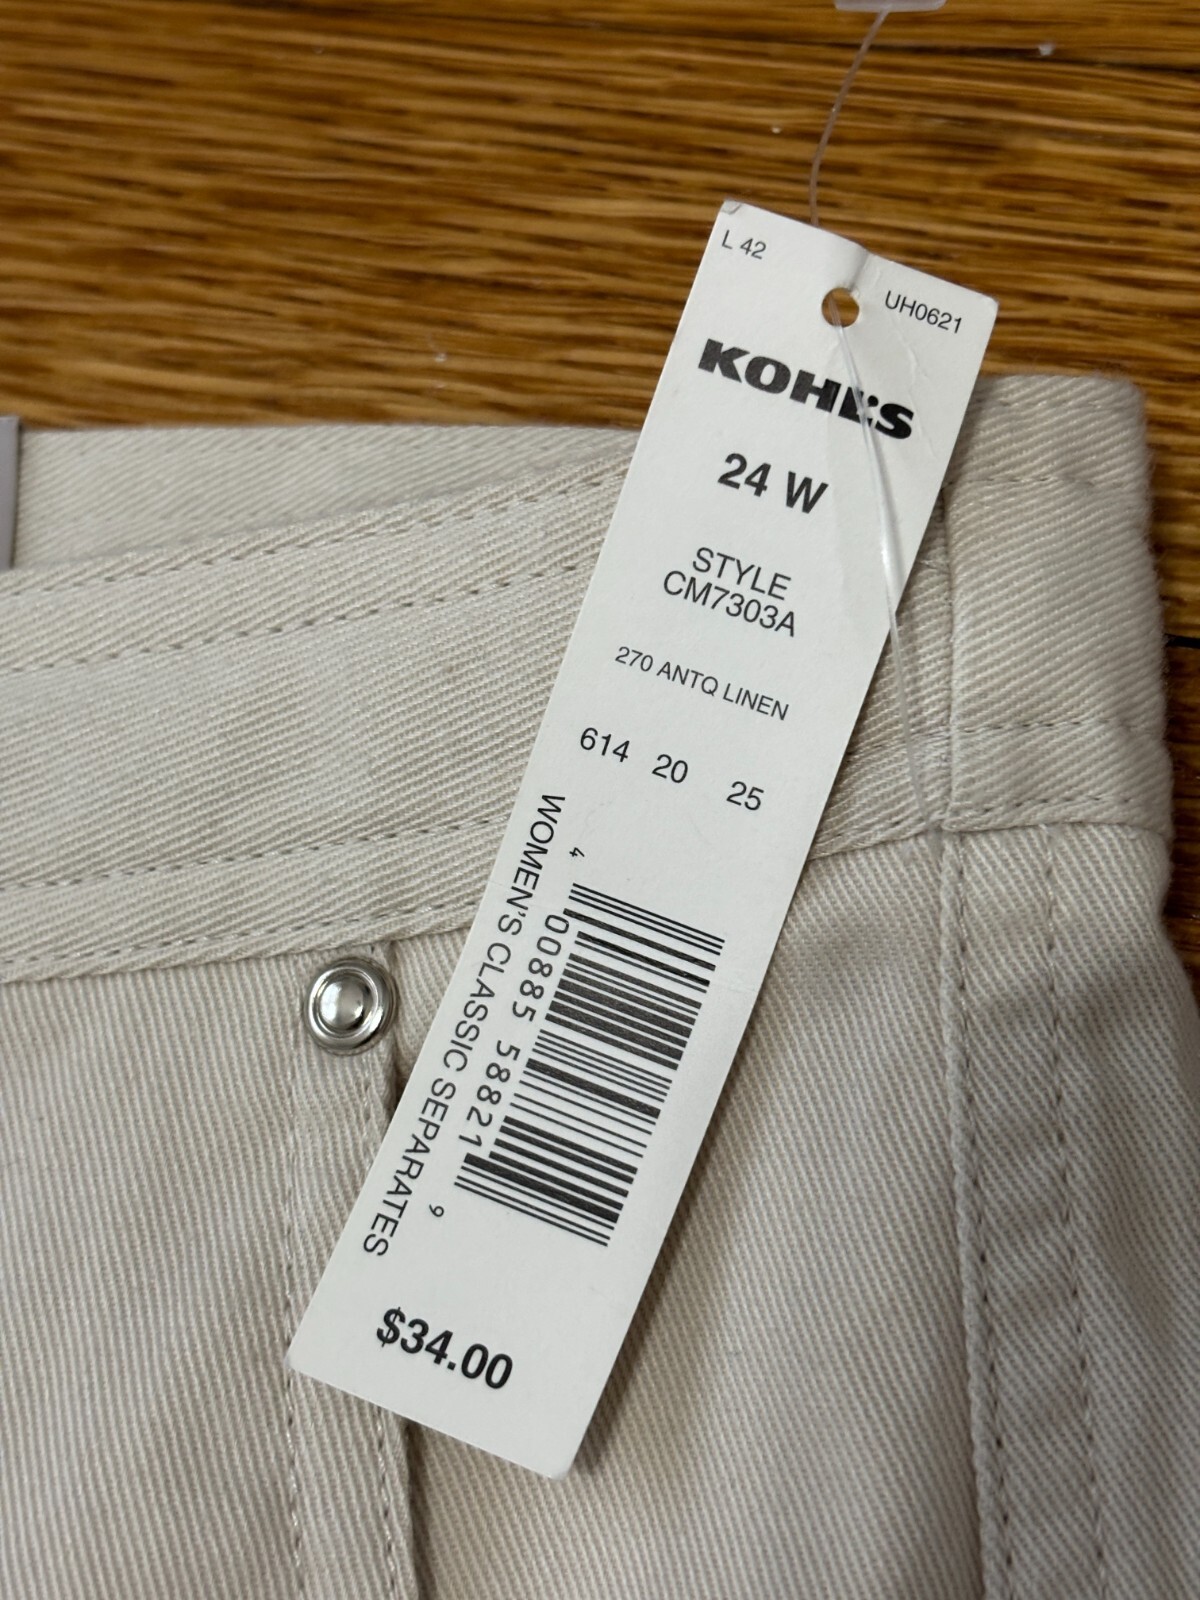 L 42
UH0621
KOHL'S
24 W
STYLE
CM7303A
270 ANTQ LINEN
614 20 25
WOMEN'S CLASSIC SEPARATES
4 00885 58821 9
$34.00